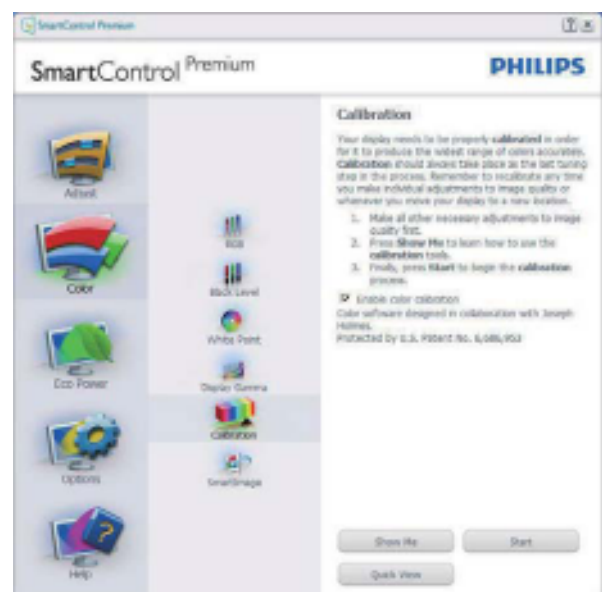 SmartControl Premium
SmartControl Premium
PHILIPS
Adjust
Color
Eco Power
Options
Help
RGB
Black Level
White Point
Display Gamma
Calibration
SmartImage
Calibration
Your display needs to be properly calibrated in order
for it to produce the widest range of colors accurately.
Calibration should always take place as the last tuning
step in the process. Remember to recalibrate any time
you make individual adjustments to image quality or
whenever you move your display to a new location.
1. Make all other necessary adjustments to image
quality first.
2. Press Show Me to learn how to use the
calibration tools.
3. Finally, press Start to begin the calibration
process.
Enable color calibration
Color software designed in collaboration with Joseph
Holmes.
Protected by U.S. Patent No. 6,686,953
Show Me
Start
Quick View